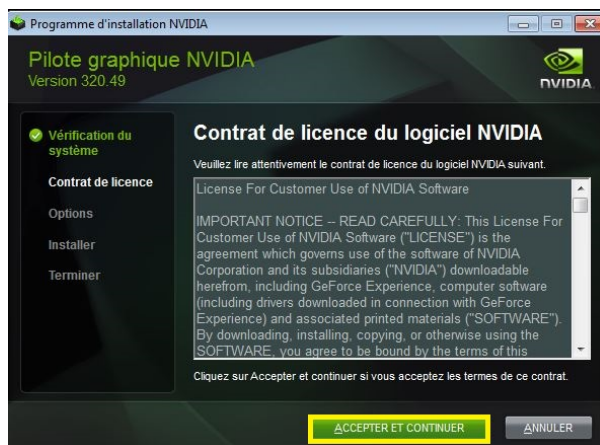 Programme d'installation NVIDIA
Pilote graphique NVIDIA
Version 320.49
NVIDIA.
Vérification du
système
Contrat de licence
Options
Installer
Terminer
Contrat de licence du logiciel NVIDIA
Veuillez lire attentivement le contrat de licence du logiciel NVIDIA suivant.
License For Customer Use of NVIDIA Software
IMPORTANT NOTICE -- READ CAREFULLY: This License For
Customer Use of NVIDIA Software ("LICENSE") is the
agreement which governs use of the software of NVIDIA
Corporation and its subsidiaries ("NVIDIA") downloadable
herefrom, including GeForce Experience, computer software
(including drivers downloaded in connection with GeForce
Experience) and associated printed materials ("SOFTWARE").
By downloading, installing, copying, or otherwise using the
SOFTWARE, you agree to be bound by the terms of this
Cliquez sur Accepter et continuer si vous acceptez les termes de ce contrat.
ACCEPTER ET CONTINUER
ANNULER